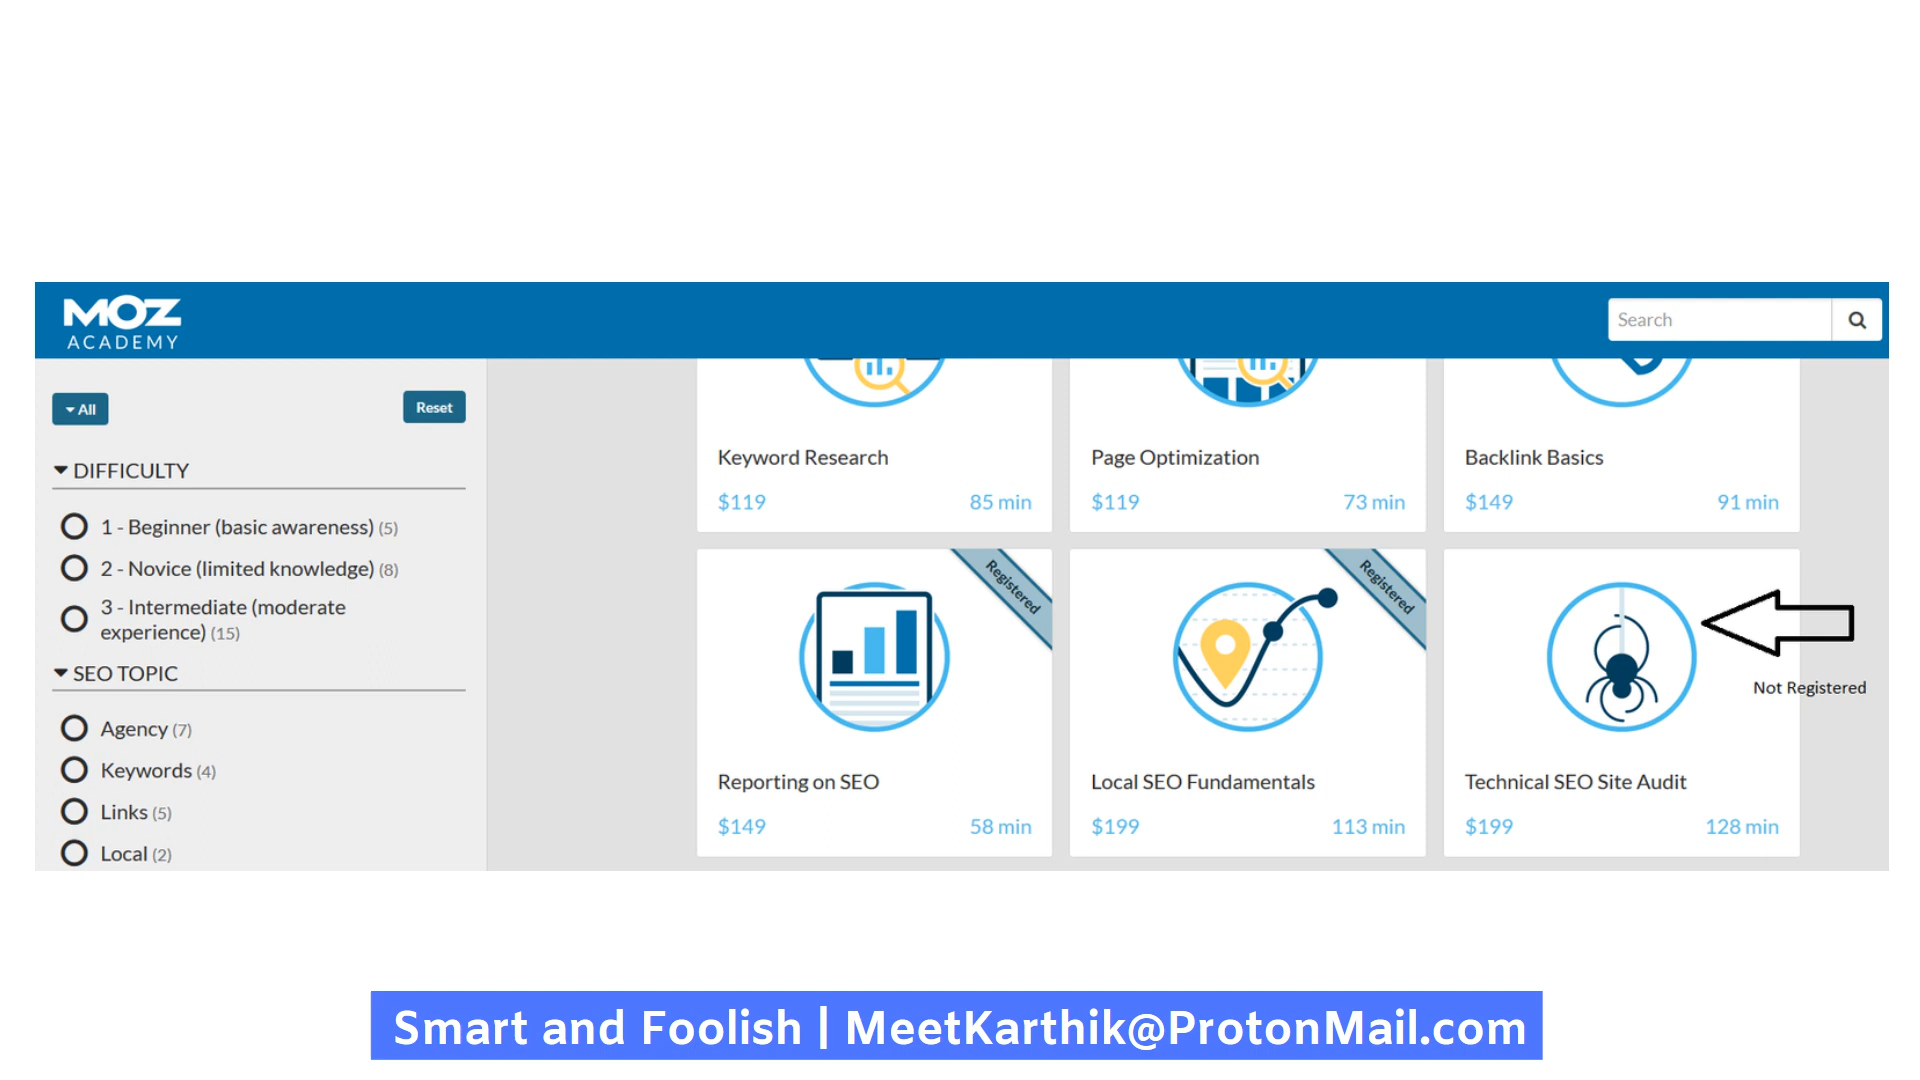 MOZ
ACADEMY
Search
All
Reset
DIFFICULTY
1 - Beginner (basic awareness) (5)
2 - Novice (limited knowledge) (8)
3 - Intermediate (moderate
experience) (15)
SEO TOPIC
Agency (7)
Keywords (4)
Links (5)
Local (2)
Keyword Research
$119 85 min
Page Optimization
$119 73 min
Backlink Basics
$149 91 min
Registered
Reporting on SEO
$149 58 min
Registered
Local SEO Fundamentals
$199 113 min
Not Registered
Technical SEO Site Audit
$199 128 min
Smart and Foolish | MeetKarthik@ProtonMail.com